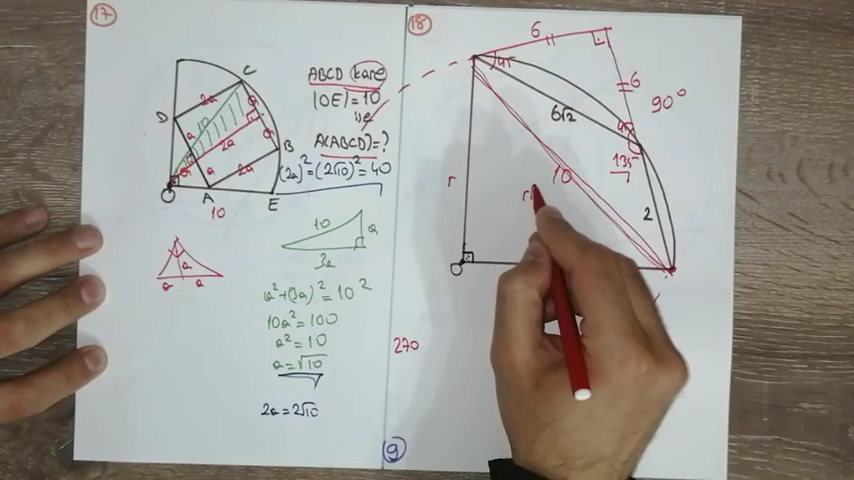 17
C
D
2a
10
a
a
a
2a
a
a
B
2a
O
A
E
10
ABCD kare
|OE|=10
ise
A(ABCD)=?
(2a)²=(2√10)²=40
a
a
a
10
a
3a
a²+(3a)²=10²
10a²=100
a²=10
a=√10
2a=2√10
18
6
45
6
90°
6√2
45
135
10
r
r
2
O
270
9